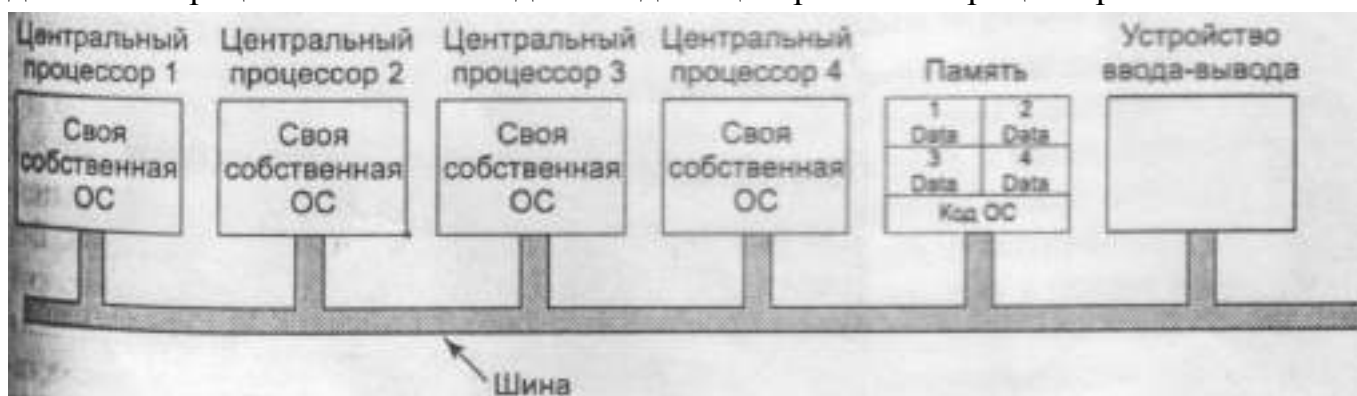 Центральный
процессор 1
Центральный
процессор 2
Центральный
процессор 3
Центральный
процессор 4
Память
Устройство
ввода-вывода
Своя
собственная
ОС
Своя
собственная
ОС
Своя
собственная
ОС
Своя
собственная
ОС
1
Data
2
Data
3
Data
4
Data
Код ОС
Шина